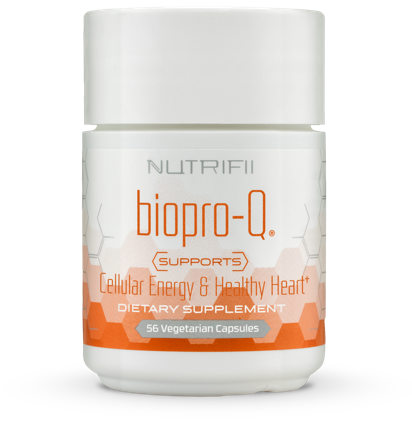 NUTRIFII
biopro-Q®
SUPPORTS
Cellular Energy & Healthy Heart†
DIETARY SUPPLEMENT
56 Vegetarian Capsules